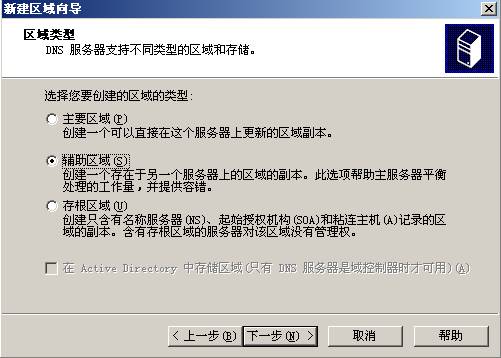 新建区域向导
区域类型
DNS 服务器支持不同类型的区域和存储。
选择您要创建的区域的类型:
主要区域(P)
创建一个可以直接在这个服务器上更新的区域副本。
辅助区域(S)
创建一个存在于另一个服务器上的区域的副本。此选项帮助主服务器平衡
处理的工作量,并提供容错。
存根区域(U)
创建只含有名称服务器(NS)、起始授权机构(SOA)和粘连主机(A)记录的区
域的副本。含有存根区域的服务器对该区域没有管理权。
在 Active Directory 中存储区域(只有 DNS 服务器是域控制器时才可用)(A)
< 上一步(B) 下一步(N) > 取消 帮助